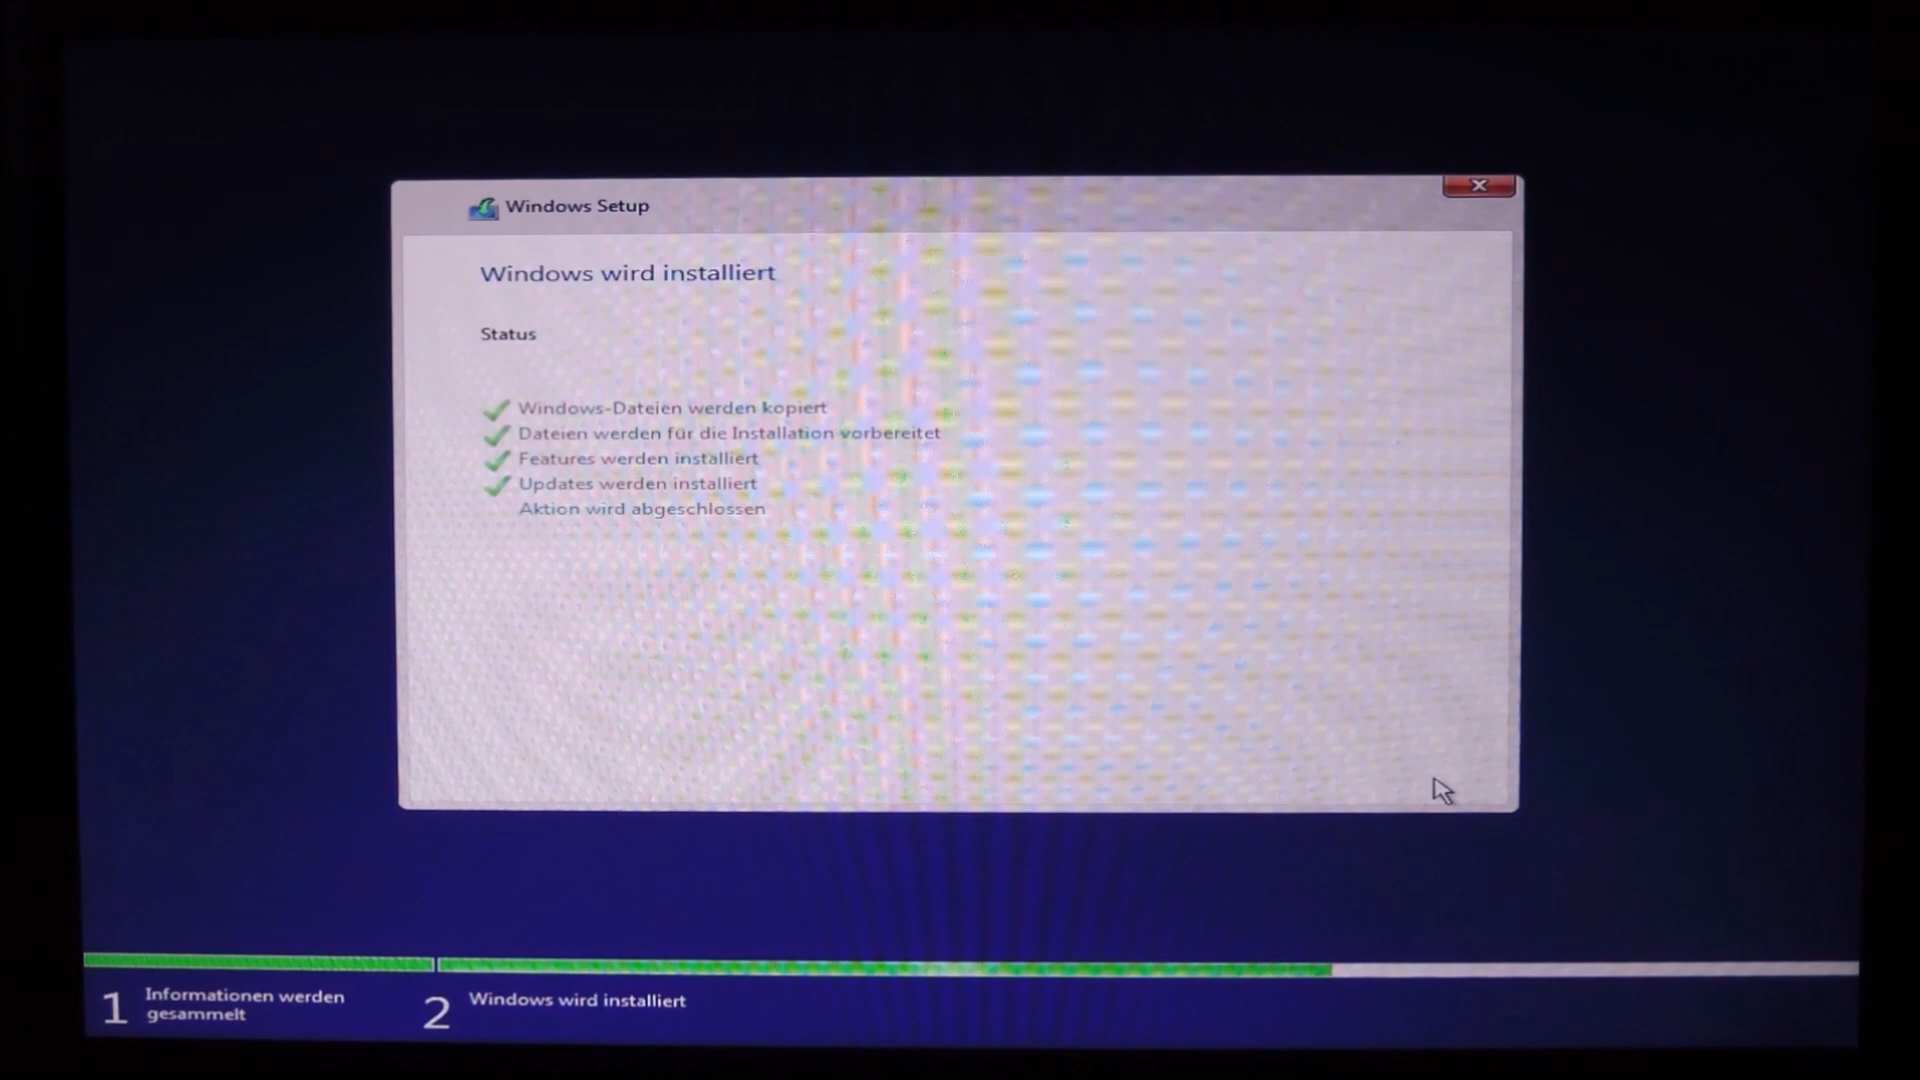 Windows Setup
Windows wird installiert
Status
Windows-Dateien werden kopiert
Dateien werden für die Installation vorbereitet
Features werden installiert
Updates werden installiert
Aktion wird abgeschlossen
1 Informationen werden
gesammelt
2 Windows wird installiert